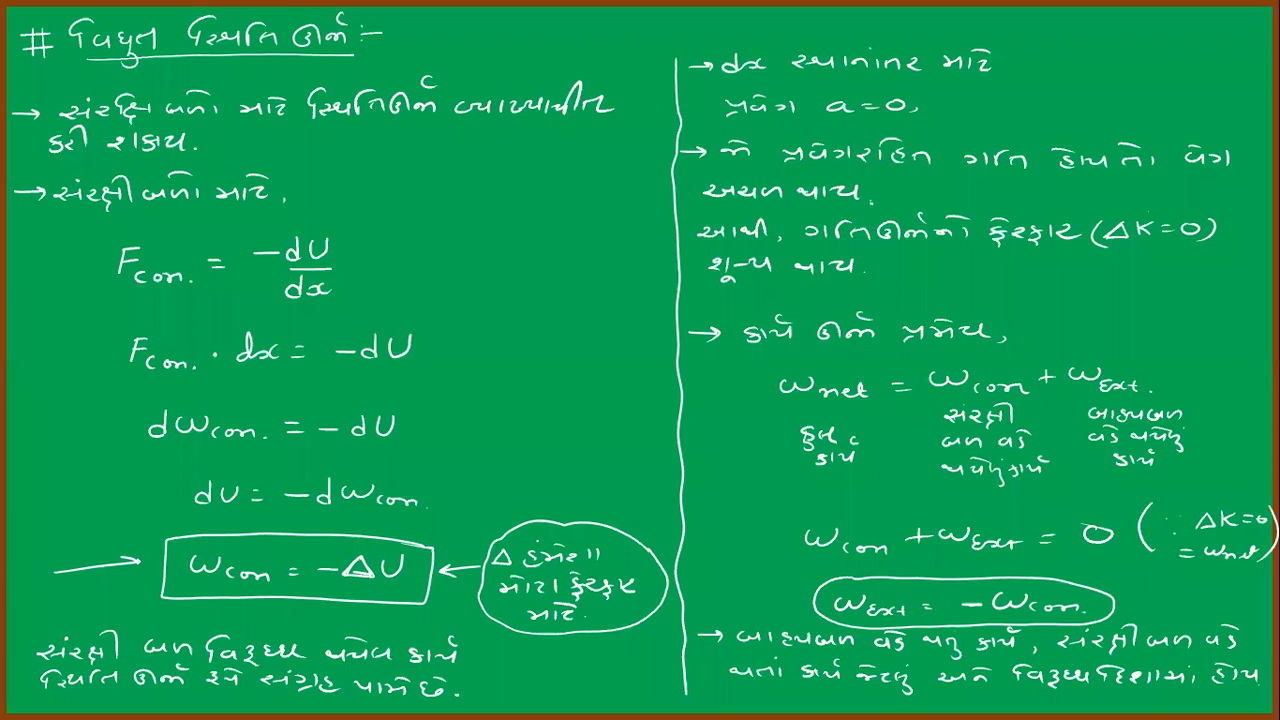 # વિદ્યુત સ્થિતિ ઊર્જા :-
→ સંરક્ષી બળો માટે સ્થિતિઊર્જા વ્યાખ્યાયીત
કરી શકાય.
→ સંરક્ષી બળો માટે,
F_con. = -dU/dx
F_con. · dx = -dU
dw_con. = -dU
dU = -dw_con.
→ w_con = -ΔU ←
Δ હંમેશા
મોટા ફેરફાર
માટે.
સંરક્ષી બળ વિરૂધ્ધ થયેલ કાર્ય
સ્થિતિ ઊર્જા રૂપે સંગ્રહ પામે છે.
→ dx સ્થાનાંતર માટે
પ્રવેગ a = 0,
→ જો પ્રવેગરહિત ગતિ હોય તો વેગ
અચળ થાય.
આથી, ગતિઊર્જાનો ફેરફાર (ΔK=0)
શૂન્ય થાય.
→ કાર્ય ઊર્જા પ્રમેય,
w_net = w_con + w_Ext.
કુલ કાર્ય
સંરક્ષી બળ વડે થયેલું કાર્ય
બાહ્યબળ વડે થયેલું કાર્ય
w_con + w_Ext = 0 (∵ ΔK=0 = w_net)
w_Ext = -w_con.
→ બાહ્યબળ વડે થતુ કાર્ય, સંરક્ષી બળ વડે
થતાં કાર્ય જેટલું અને વિરૂધ્ધ દિશામાં હોય